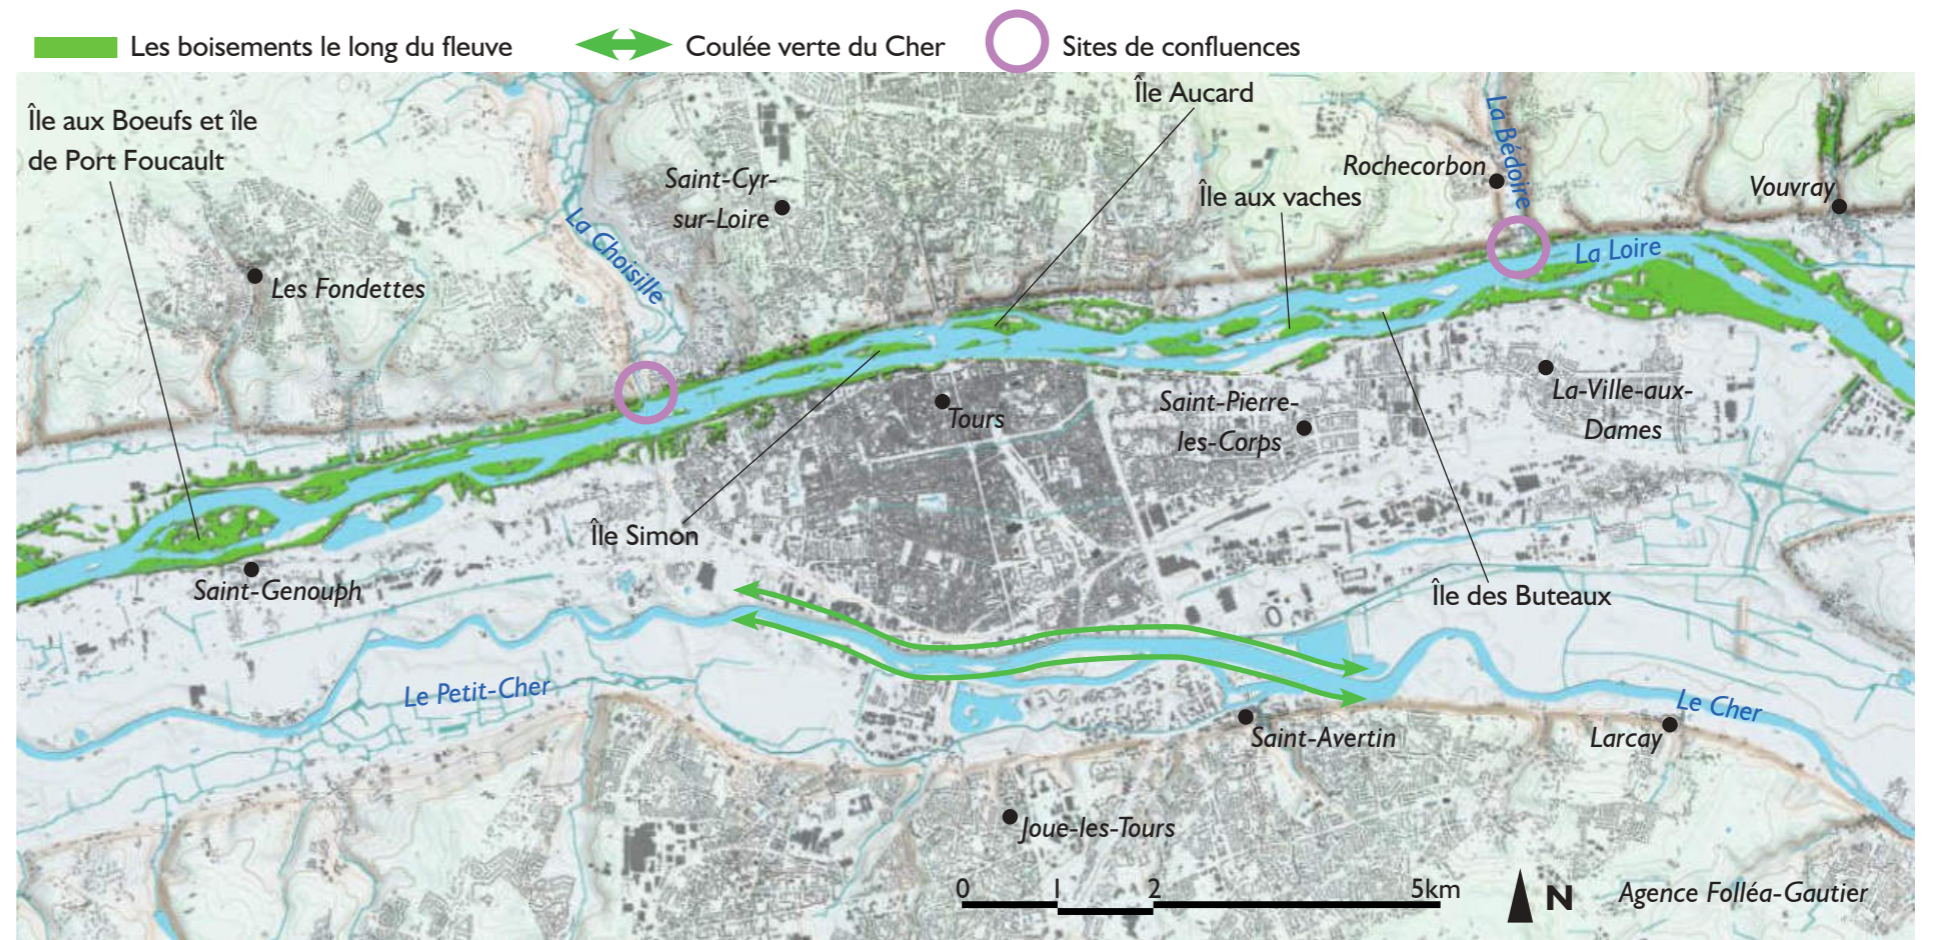 Les boisements le long du fleuve
Coulée verte du Cher
Sites de confluences
Île Aucard
Île aux Boeufs et île
de Port Foucault
La Bédoire
Rochecorbon
Saint-Cyr-
sur-Loire
Île aux vaches
Vouvray
La Choisille
La Loire
Les Fondettes
Tours
Saint-Pierre-
les-Corps
La-Ville-aux-
Dames
Île Simon
Saint-Genouph
Île des Buteaux
Le Petit-Cher
Le Cher
Saint-Avertin
Larcay
Joue-les-Tours
0 1 2 5km
N
Agence Folléa-Gautier